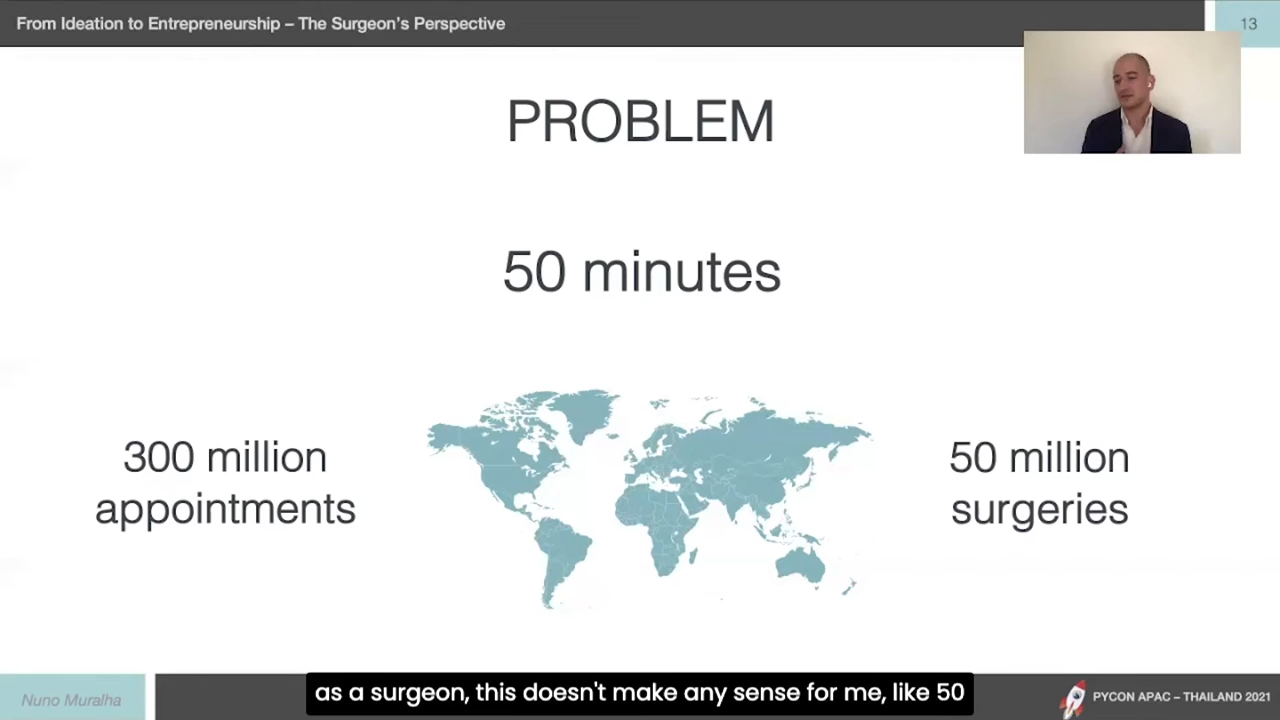 From Ideation to Entrepreneurship – The Surgeon's Perspective
13
PROBLEM
50 minutes
300 million
appointments
50 million
surgeries
Nuno Muralha
as a surgeon, this doesn't make any sense for me, like 50
PYCON APAC – THAILAND 2021